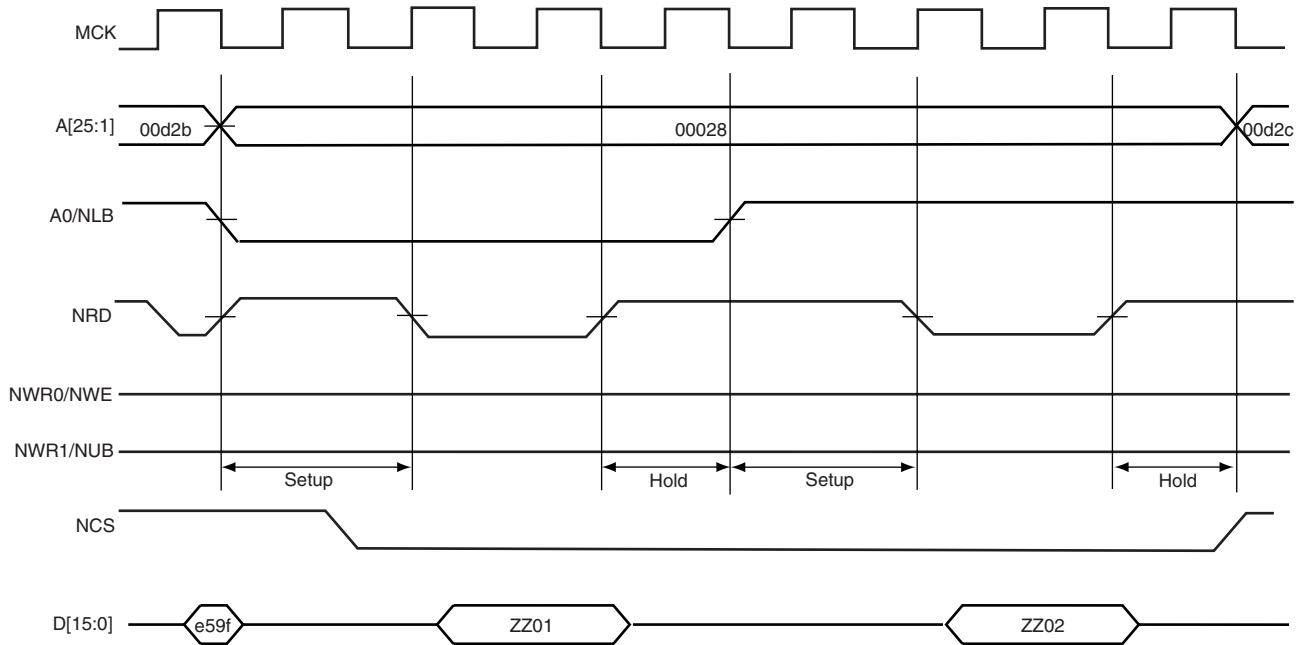 MCK
A[25:1] 00d2b 00028 00d2c
A0/NLB
NRD
NWR0/NWE
NWR1/NUB
Setup Hold Setup Hold
NCS
D[15:0] e59f ZZ01 ZZ02